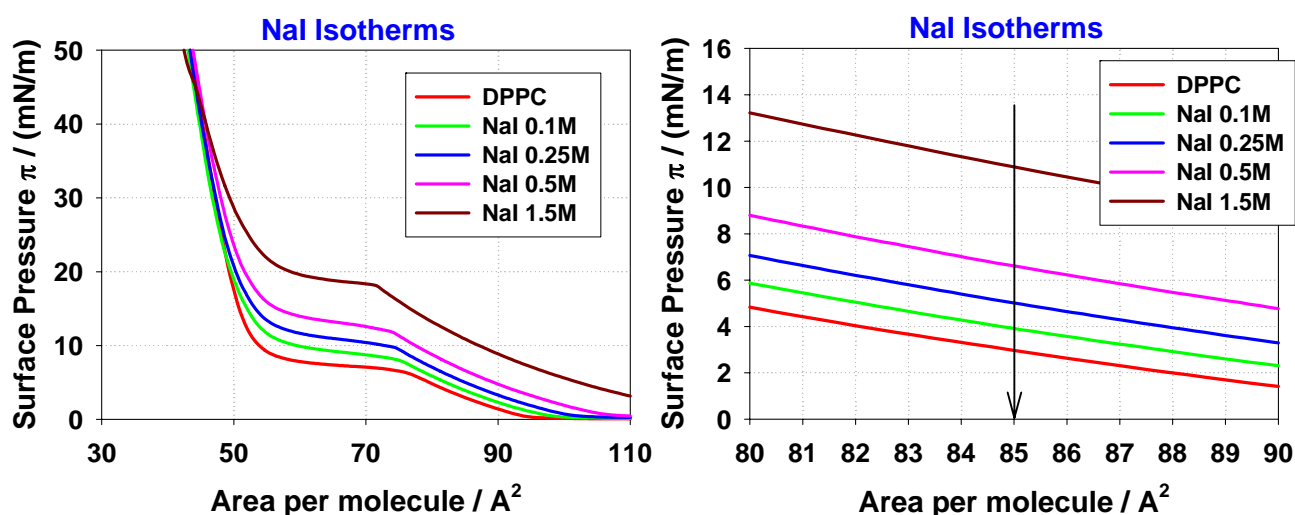 NaI Isotherms
Surface Pressure π / (mN/m)
50
40
30
20
10
0
DPPC
NaI 0.1M
NaI 0.25M
NaI 0.5M
NaI 1.5M
30 50 70 90 110
Area per molecule / A²
NaI Isotherms
Surface Pressure π / (mN/m)
16
14
12
10
8
6
4
2
0
DPPC
NaI 0.1M
NaI 0.25M
NaI 0.5M
NaI 1.5M
80 81 82 83 84 85 86 87 88 89 90
Area per molecule / A²